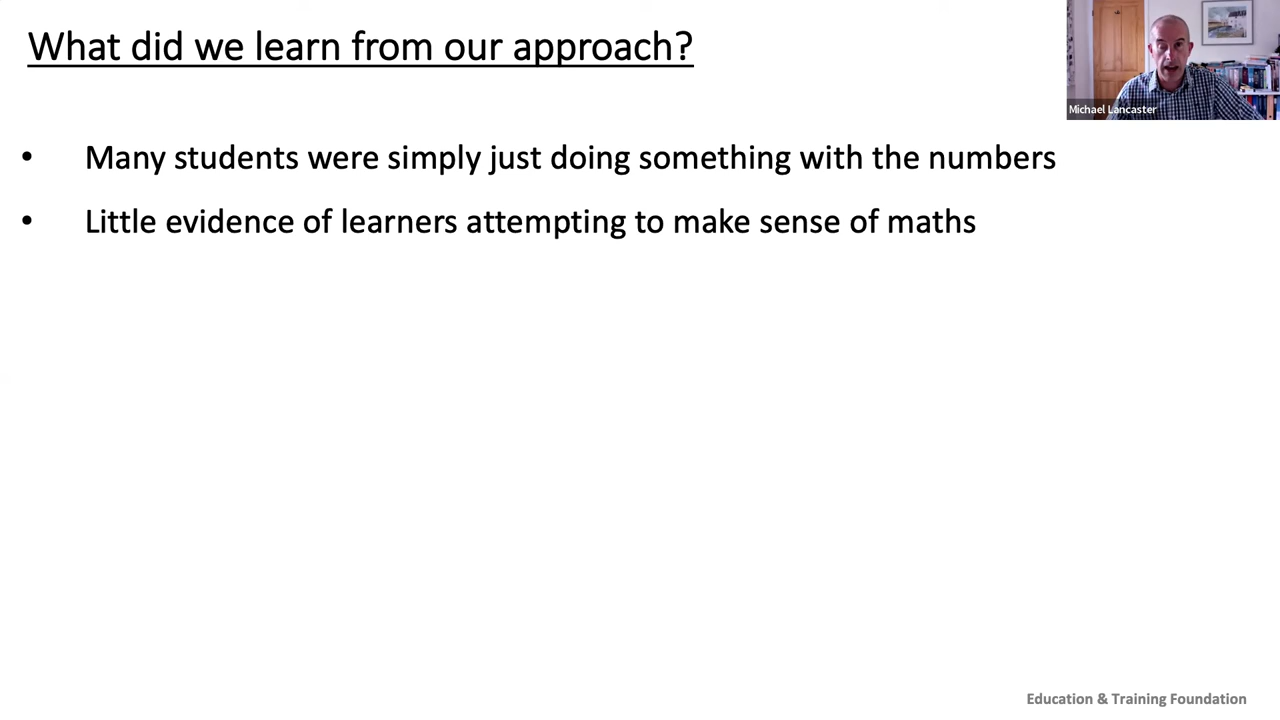 What did we learn from our approach?
Michael Lancaster
• Many students were simply just doing something with the numbers
• Little evidence of learners attempting to make sense of maths
Education & Training Foundation